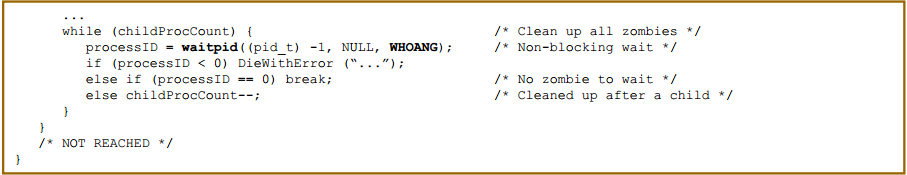 ...
while (childProcCount) { /* Clean up all zombies */
processID = waitpid((pid_t) -1, NULL, WHOANG); /* Non-blocking wait */
if (processID < 0) DieWithError (“...”);
else if (processID == 0) break; /* No zombie to wait */
else childProcCount--; /* Cleaned up after a child */
}
}
/* NOT REACHED */
}